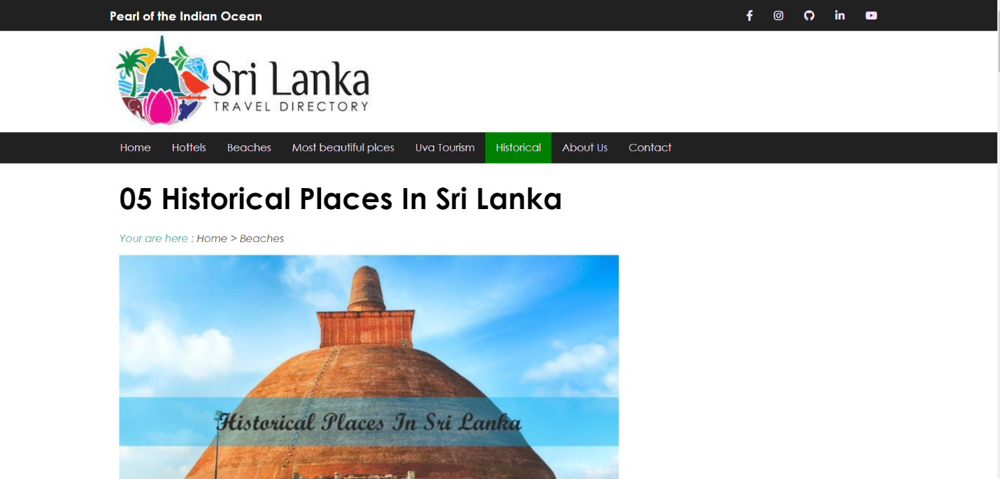 Pearl of the Indian Ocean
Sri Lanka
TRAVEL DIRECTORY
Home Hottels Beaches Most beautiful plces Uva Tourism Historical About Us Contact
05 Historical Places In Sri Lanka
Your are here : Home > Beaches
Historical Places In Sri Lanka